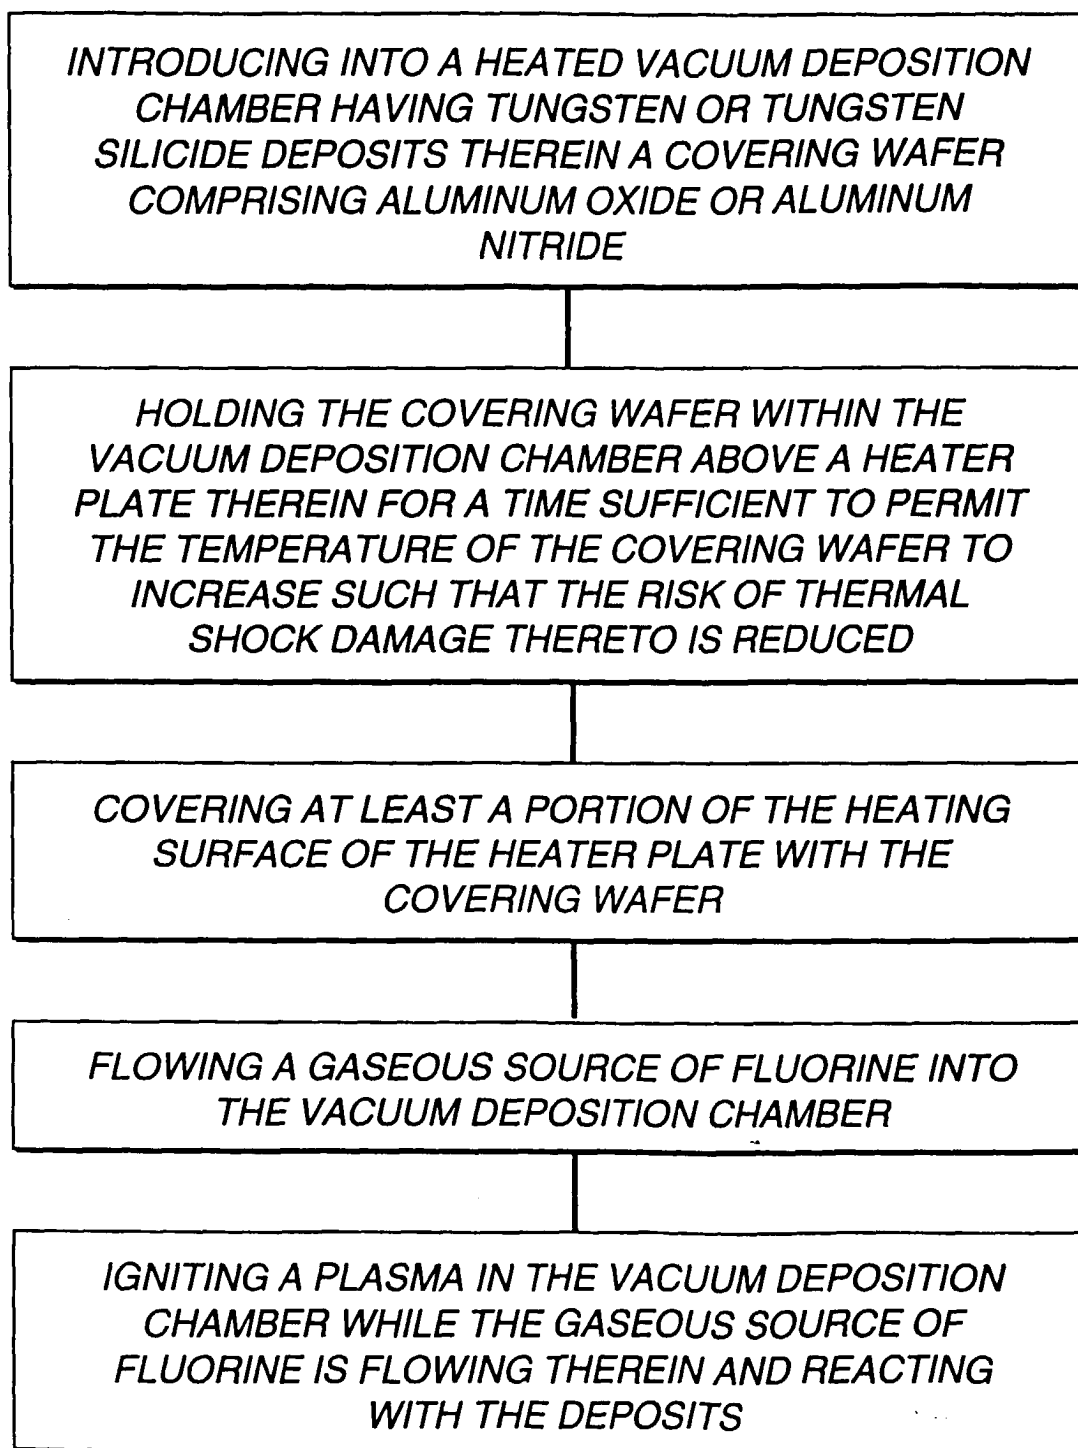 INTRODUCING INTO A HEATED VACUUM DEPOSITION
CHAMBER HAVING TUNGSTEN OR TUNGSTEN
SILICIDE DEPOSITS THEREIN A COVERING WAFER
COMPRISING ALUMINUM OXIDE OR ALUMINUM
NITRIDE
HOLDING THE COVERING WAFER WITHIN THE
VACUUM DEPOSITION CHAMBER ABOVE A HEATER
PLATE THEREIN FOR A TIME SUFFICIENT TO PERMIT
THE TEMPERATURE OF THE COVERING WAFER TO
INCREASE SUCH THAT THE RISK OF THERMAL
SHOCK DAMAGE THERETO IS REDUCED
COVERING AT LEAST A PORTION OF THE HEATING
SURFACE OF THE HEATER PLATE WITH THE
COVERING WAFER
FLOWING A GASEOUS SOURCE OF FLUORINE INTO
THE VACUUM DEPOSITION CHAMBER
IGNITING A PLASMA IN THE VACUUM DEPOSITION
CHAMBER WHILE THE GASEOUS SOURCE OF
FLUORINE IS FLOWING THEREIN AND REACTING
WITH THE DEPOSITS